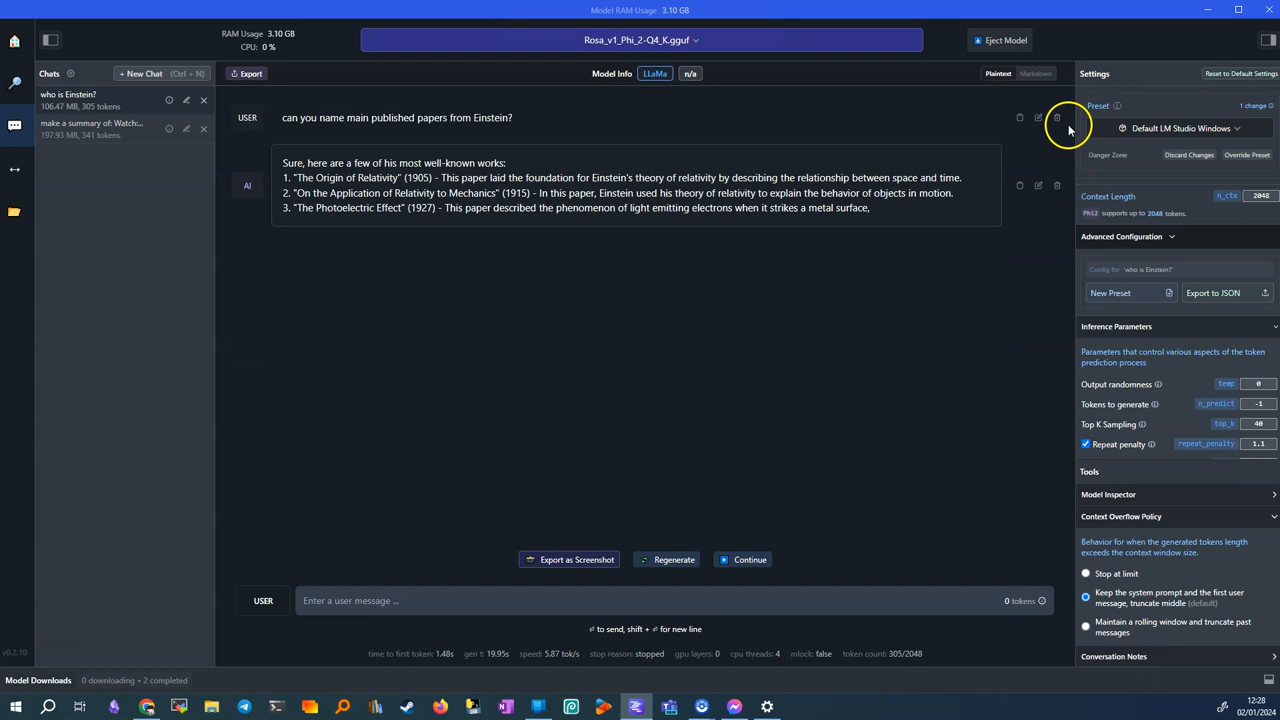 Model RAM Usage 3.10 GB
RAM Usage 3.10 GB
CPU: 0 %
Rosa_v1_Phi_2-Q4_K.gguf
Eject Model
Chats
+ New Chat (Ctrl + N)
Export
Model Info LLaMa n/a
Plaintext Markdown
Settings
Reset to Default Settings
who is Einstein?
106.47 MB, 305 tokens
make a summary of: Watch:...
197.93 MB, 341 tokens
USER
can you name main published papers from Einstein?
AI
Sure, here are a few of his most well-known works:
1. "The Origin of Relativity" (1905) - This paper laid the foundation for Einstein's theory of relativity by describing the relationship between space and time.
2. "On the Application of Relativity to Mechanics" (1915) - In this paper, Einstein used his theory of relativity to explain the behavior of objects in motion.
3. "The Photoelectric Effect" (1927) - This paper described the phenomenon of light emitting electrons when it strikes a metal surface,
Preset
1 change
Default LM Studio Windows
Danger Zone Discard Changes Override Preset
Context Length n_ctx 2048
Phi2 supports up to 2048 tokens.
Advanced Configuration
Config for 'who is Einstein?'
New Preset Export to JSON
Inference Parameters
Parameters that control various aspects of the token
prediction process
Output randomness temp 0
Tokens to generate n_predict -1
Top K Sampling top_k 40
Repeat penalty repeat_penalty 1.1
Tools
Model Inspector
Context Overflow Policy
Behavior for when the generated tokens length
exceeds the context window size.
Stop at limit
Keep the system prompt and the first user
message, truncate middle (default)
Maintain a rolling window and truncate past
messages
Conversation Notes
Export as Screenshot Regenerate Continue
USER Enter a user message ... 0 tokens
⏎ to send, shift + ⏎ for new line
time to first token: 1.48s gen t: 19.95s speed: 5.87 tok/s stop reason: stopped gpu layers: 0 cpu threads: 4 mlock: false token count: 305/2048
v0.2.10
Model Downloads 0 downloading • 2 completed
12:28
02/01/2024